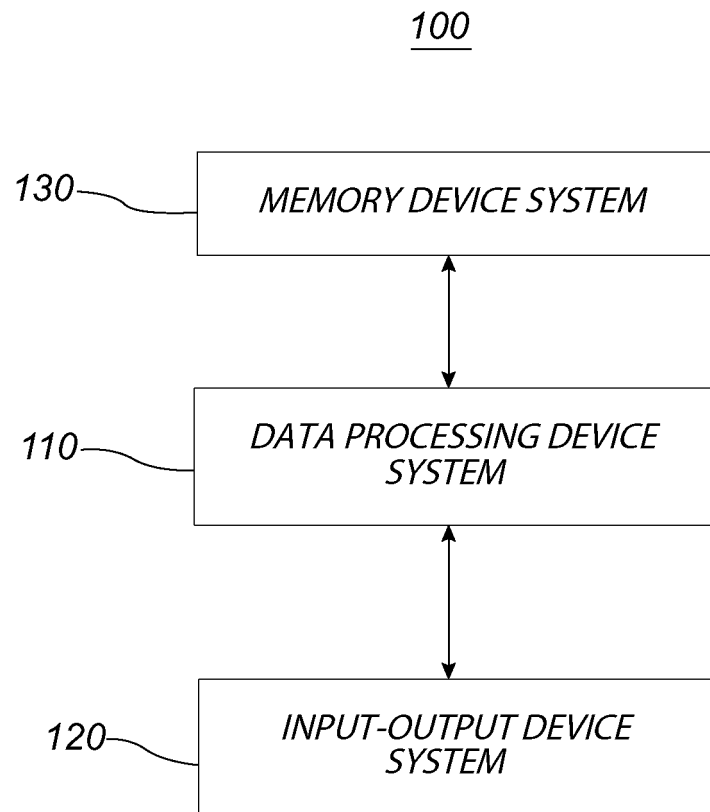 100
130
MEMORY DEVICE SYSTEM
110
DATA PROCESSING DEVICE
SYSTEM
120
INPUT-OUTPUT DEVICE
SYSTEM